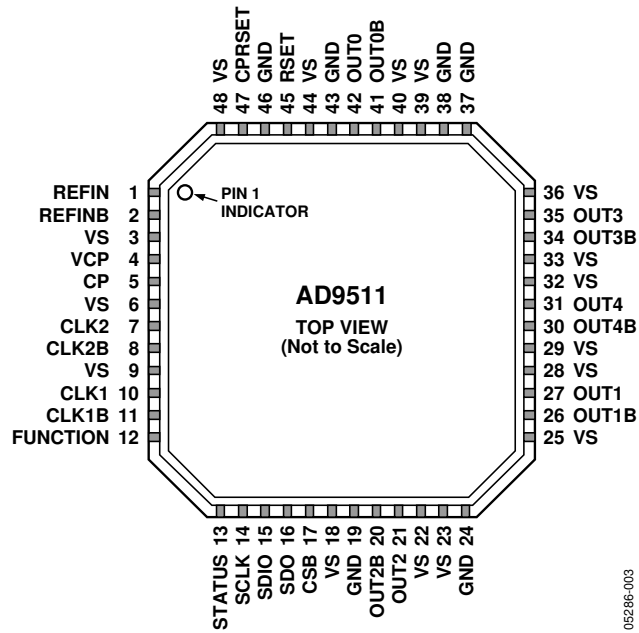 48 VS
47 CPRSET
46 GND
45 RSET
44 VS
43 GND
42 OUT0
41 OUT0B
40 VS
39 VS
38 GND
37 GND
REFIN 1
REFINB 2
VS 3
VCP 4
CP 5
VS 6
CLK2 7
CLK2B 8
VS 9
CLK1 10
CLK1B 11
FUNCTION 12
PIN 1
INDICATOR
AD9511
TOP VIEW
(Not to Scale)
36 VS
35 OUT3
34 OUT3B
33 VS
32 VS
31 OUT4
30 OUT4B
29 VS
28 VS
27 OUT1
26 OUT1B
25 VS
STATUS 13
SCLK 14
SDIO 15
SDO 16
CSB 17
VS 18
GND 19
OUT2B 20
OUT2 21
VS 22
VS 23
GND 24
05286-003